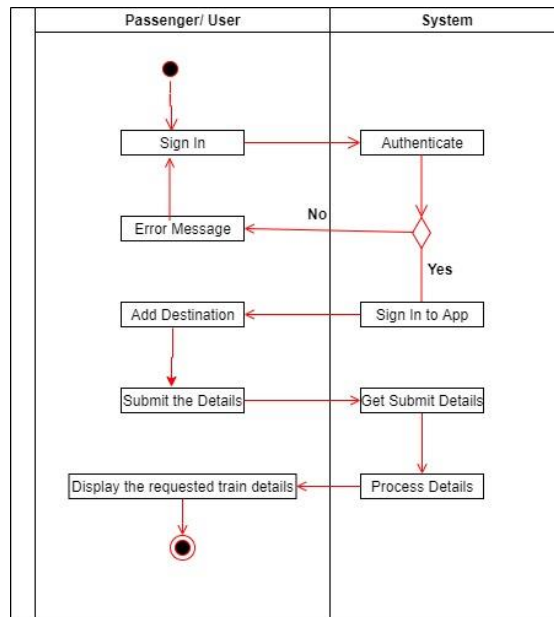 Passenger/ User
System
Sign In
Authenticate
No
Error Message
Yes
Add Destination
Sign In to App
Submit the Details
Get Submit Details
Display the requested train details
Process Details